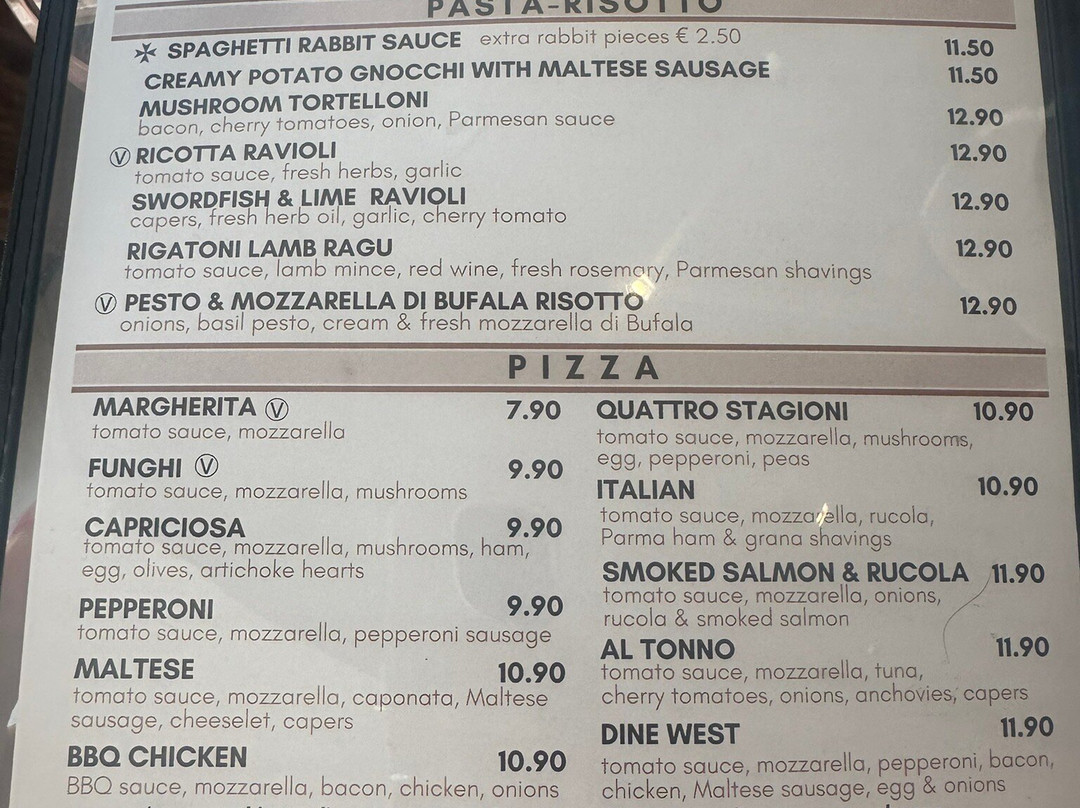 PASTA-RISOTTO
SPAGHETTI RABBIT SAUCE extra rabbit pieces € 2.50 11.50
CREAMY POTATO GNOCCHI WITH MALTESE SAUSAGE 11.50
MUSHROOM TORTELLONI 12.90
bacon, cherry tomatoes, onion, Parmesan sauce
Ⓥ RICOTTA RAVIOLI 12.90
tomato sauce, fresh herbs, garlic
SWORDFISH & LIME RAVIOLI 12.90
capers, fresh herb oil, garlic, cherry tomato
RIGATONI LAMB RAGU 12.90
tomato sauce, lamb mince, red wine, fresh rosemary, Parmesan shavings
Ⓥ PESTO & MOZZARELLA DI BUFALA RISOTTO 12.90
onions, basil pesto, cream & fresh mozzarella di Bufala
PIZZA
MARGHERITA Ⓥ 7.90
tomato sauce, mozzarella
FUNGHI Ⓥ 9.90
tomato sauce, mozzarella, mushrooms
CAPRICIOSA 9.90
tomato sauce, mozzarella, mushrooms, ham,
egg, olives, artichoke hearts
PEPPERONI 9.90
tomato sauce, mozzarella, pepperoni sausage
MALTESE 10.90
tomato sauce, mozzarella, caponata, Maltese
sausage, cheeselet, capers
BBQ CHICKEN 10.90
BBQ sauce, mozzarella, bacon, chicken, onions
QUATTRO STAGIONI 10.90
tomato sauce, mozzarella, mushrooms,
egg, pepperoni, peas
ITALIAN 10.90
tomato sauce, mozzarella, rucola,
Parma ham & grana shavings
SMOKED SALMON & RUCOLA 11.90
tomato sauce, mozzarella, onions,
rucola & smoked salmon
AL TONNO 11.90
tomato sauce, mozzarella, tuna,
cherry tomatoes, onions, anchovies, capers
DINE WEST 11.90
tomato sauce, mozzarella, pepperoni, bacon,
chicken, Maltese sausage, egg & onions